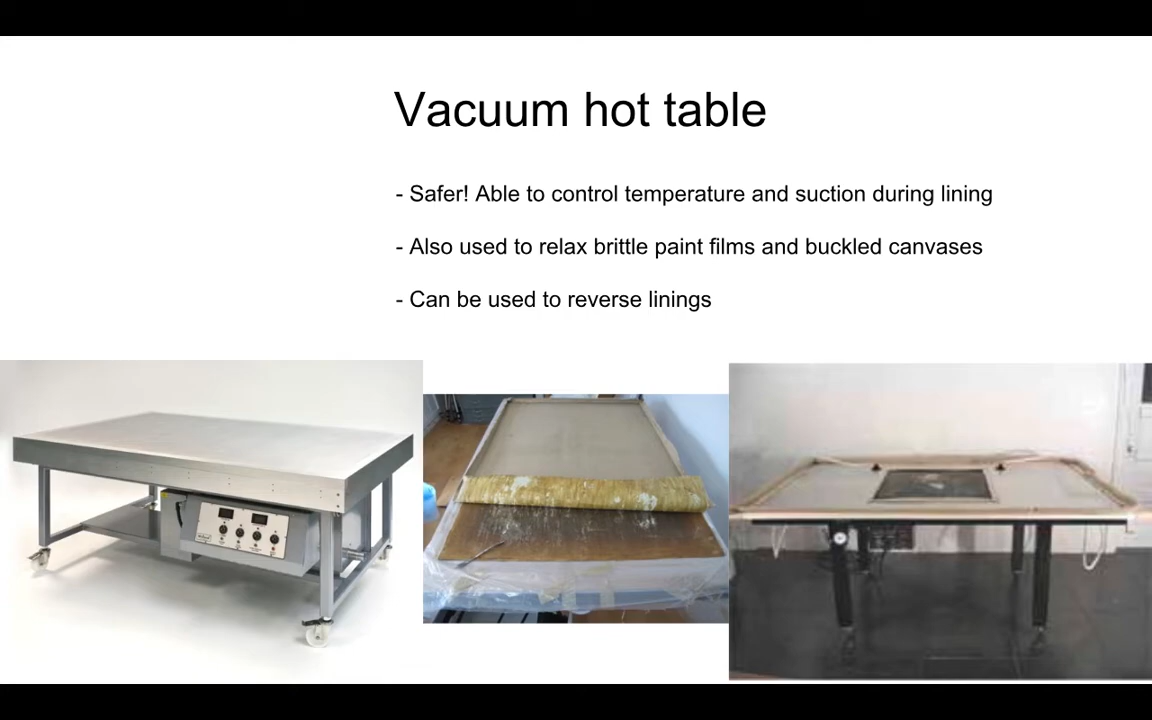 Vacuum hot table
- Safer! Able to control temperature and suction during lining
- Also used to relax brittle paint films and buckled canvases
- Can be used to reverse linings